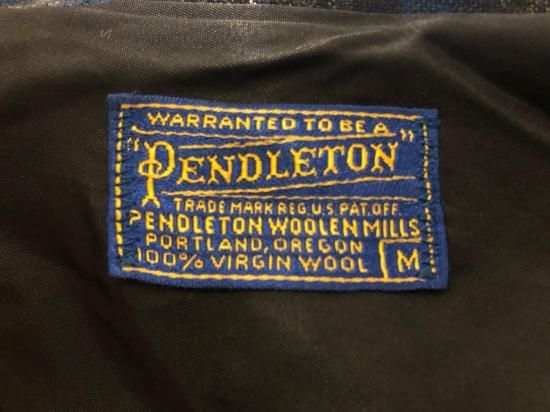 WARRANTED TO BE A
"PENDLETON"
TRADE MARK REG. U.S. PAT. OFF.
PENDLETON WOOLEN MILLS
PORTLAND, OREGON
100% VIRGIN WOOL M